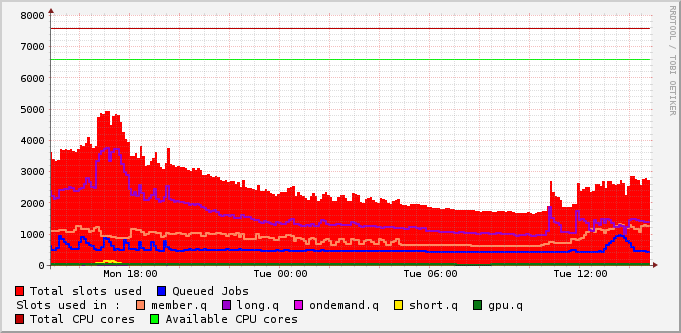 RRDTOOL / TOBI OETIKER
8000
7000
6000
5000
4000
3000
2000
1000
0
Mon 18:00 Tue 00:00 Tue 06:00 Tue 12:00
Total slots used Queued Jobs
Slots used in : member.q long.q ondemand.q short.q gpu.q
Total CPU cores Available CPU cores